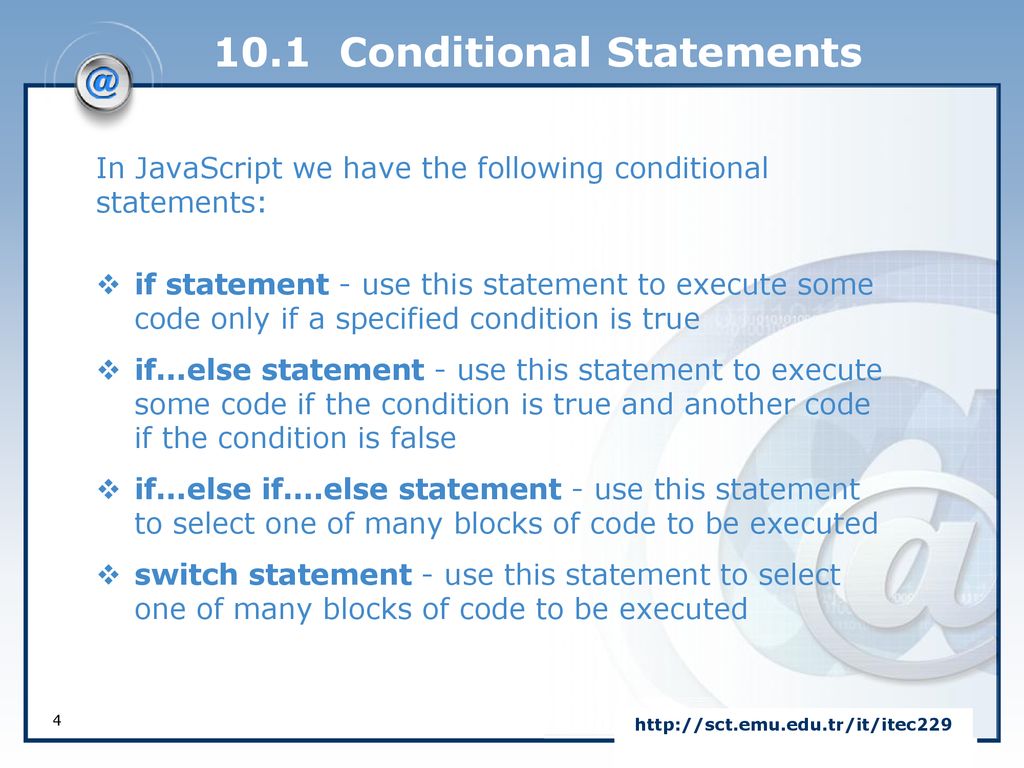 10.1 Conditional Statements
@
In JavaScript we have the following conditional
statements:
❖ if statement - use this statement to execute some
code only if a specified condition is true
❖ if...else statement - use this statement to execute
some code if the condition is true and another code
if the condition is false
❖ if...else if....else statement - use this statement
to select one of many blocks of code to be executed
❖ switch statement - use this statement to select
one of many blocks of code to be executed
4
http://sct.emu.edu.tr/it/itec229